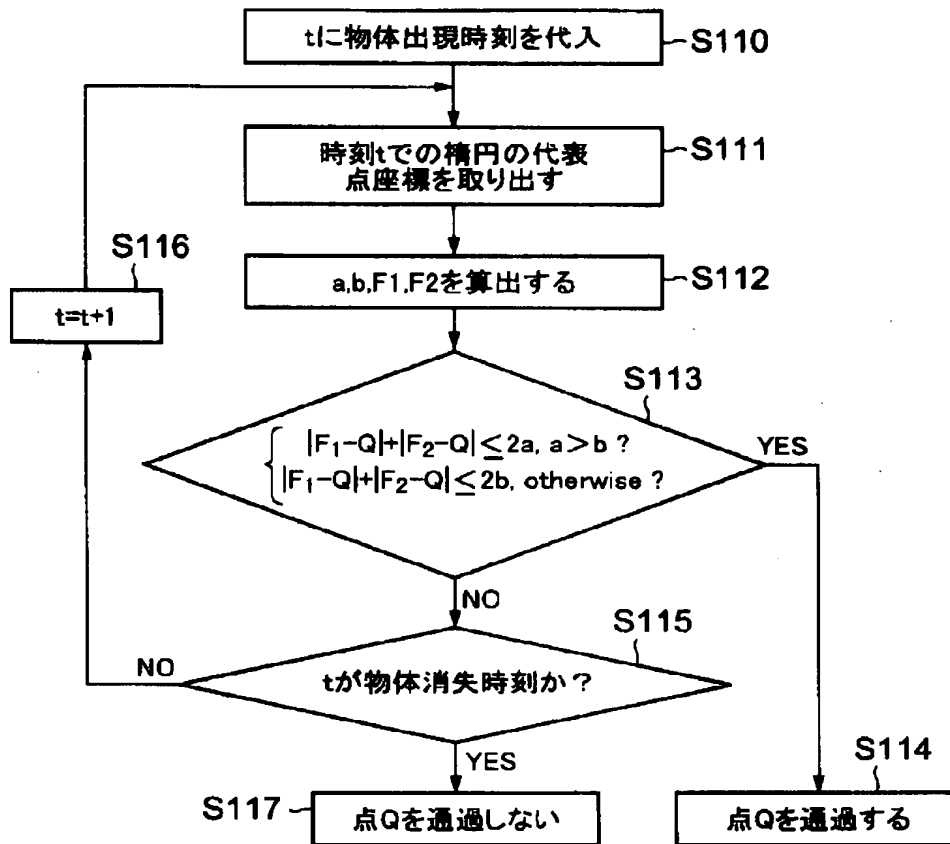 tに物体出現時刻を代入
S110
時刻tでの楕円の代表
点座標を取り出す
S111
S116
t=t+1
a,b,F1,F2を算出する
S112
S113
|F₁−Q|+|F₂−Q|≦2a, a>b ?
|F₁−Q|+|F₂−Q|≦2b, otherwise ?
YES
NO
S115
NO
tが物体消失時刻か?
YES
S114
S117
点Qを通過しない
点Qを通過する